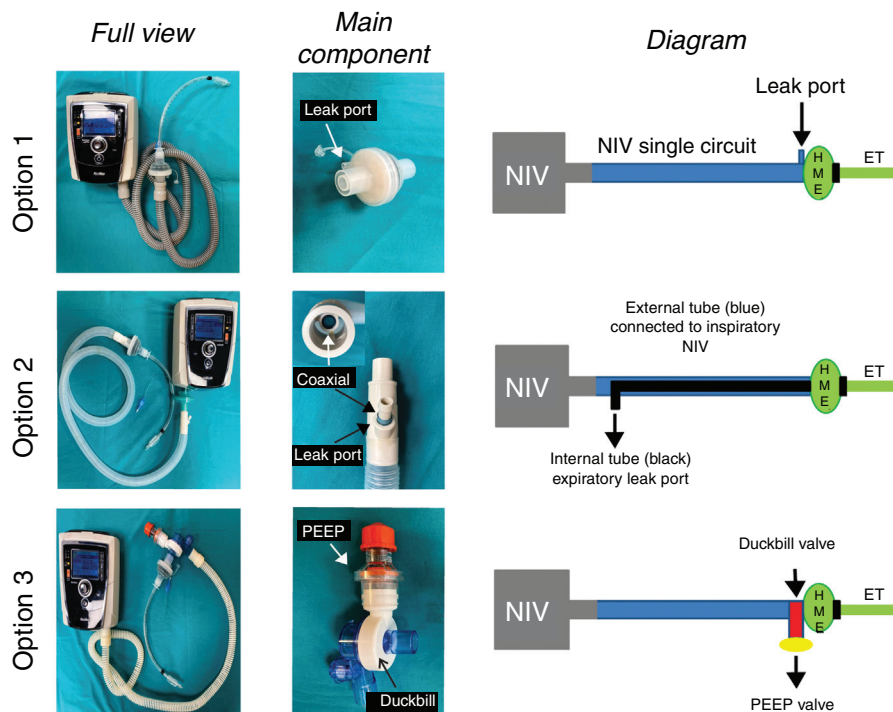 Full view
Main
component
Diagram
Option 1
Leak port
Leak port
NIV single circuit
NIV
H
M
E
ET
Option 2
Coaxial
Leak port
External tube (blue)
connected to inspiratory
NIV
NIV
H
M
E
ET
Internal tube (black)
expiratory leak port
Option 3
PEEP
Duckbill
Duckbill valve
NIV
H
M
E
ET
PEEP valve